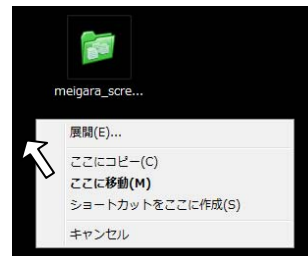 meigara_scre...
展開(E)...
ここにコピー(C)
ここに移動(M)
ショートカットをここに作成(S)
キャンセル